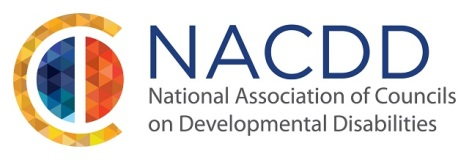 NACDD
National Association of Councils
on Developmental Disabilities